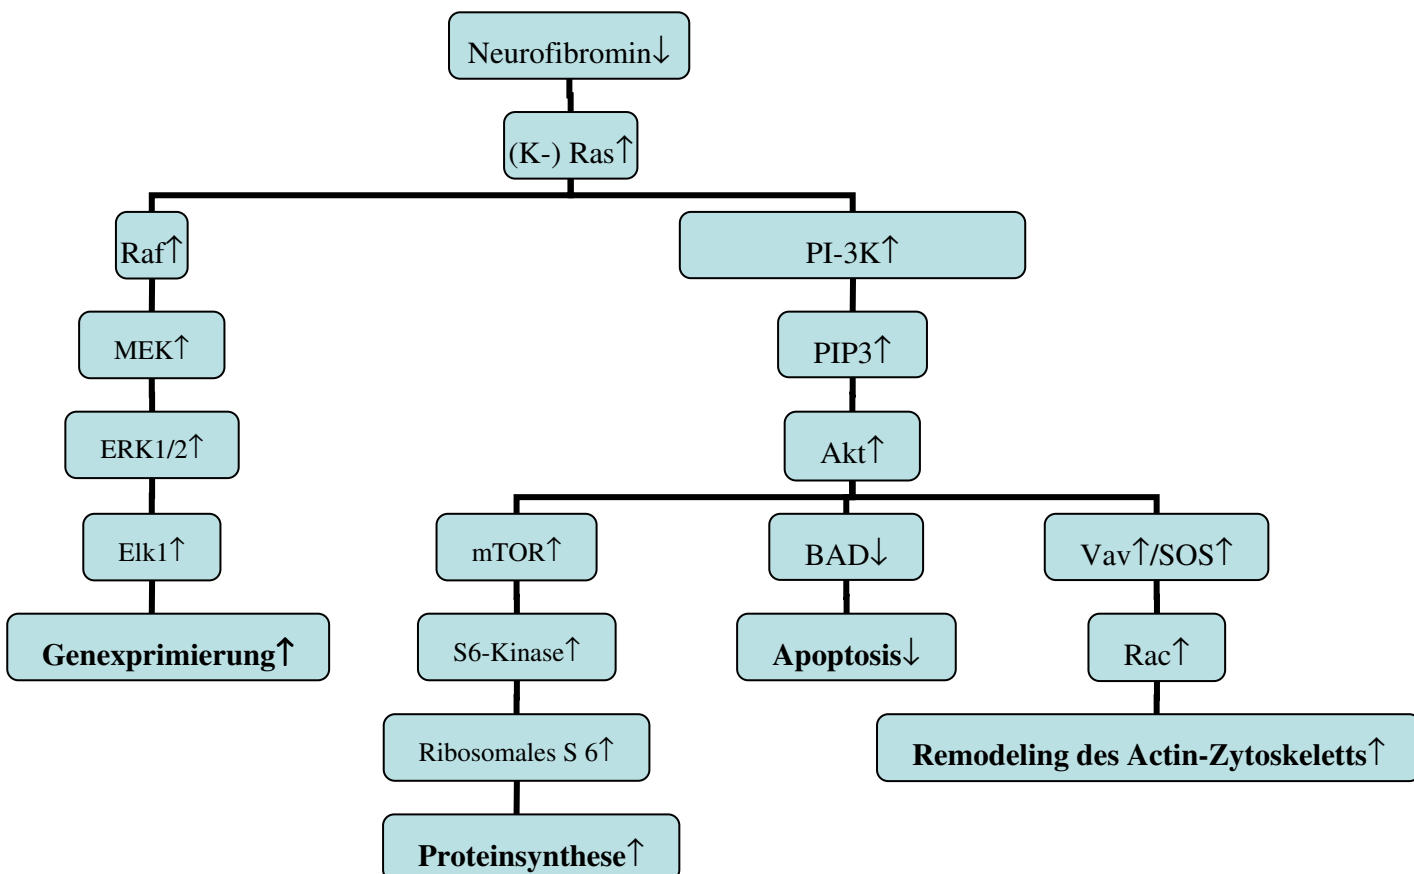 Neurofibromin↓
(K-) Ras↑
Raf↑
PI-3K↑
MEK↑
PIP3↑
ERK1/2↑
Akt↑
Elk1↑
mTOR↑
BAD↓
Vav↑/SOS↑
Genexprimierung↑
S6-Kinase↑
Apoptosis↓
Rac↑
Ribosomales S 6↑
Remodeling des Actin-Zytoskeletts↑
Proteinsynthese↑